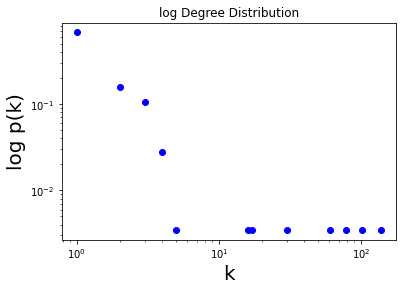 log Degree Distribution
log p(k)
10⁻¹
10⁻²
10⁰
10¹
10²
k